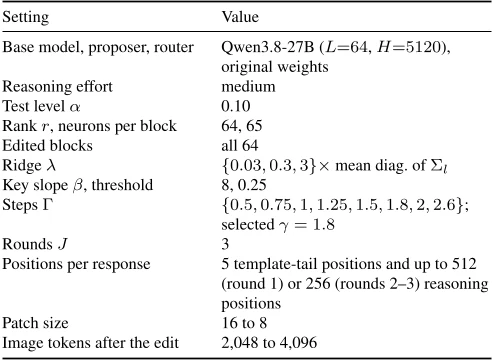 Setting Value
Base model, proposer, router Qwen3.8-27B (L=64, H=5120),
original weights
Reasoning effort medium
Test level α 0.10
Rank r, neurons per block 64, 65
Edited blocks all 64
Ridge λ {0.03, 0.3, 3}× mean diag. of Σl
Key slope β, threshold 8, 0.25
Steps Γ {0.5, 0.75, 1, 1.25, 1.5, 1.8, 2, 2.6};
selected γ = 1.8
Rounds J 3
Positions per response 5 template-tail positions and up to 512
(round 1) or 256 (rounds 2–3) reasoning
positions
Patch size 16 to 8
Image tokens after the edit 2,048 to 4,096